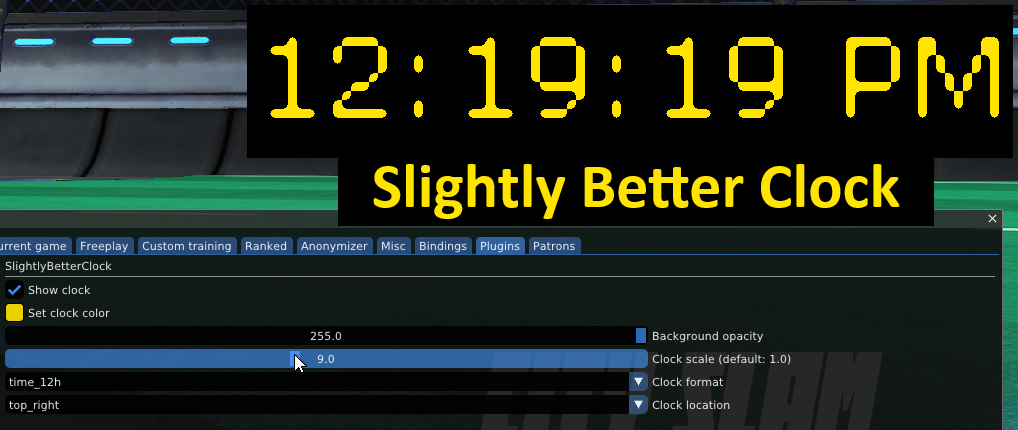 12:19:19 PM
Slightly Better Clock
urrent game Freeplay Custom training Ranked Anonymizer Misc Bindings Plugins Patrons
SlightlyBetterClock
Show clock
Set clock color
255.0 Background opacity
9.0 Clock scale (default: 1.0)
time_12h Clock format
top_right Clock location
SLAM